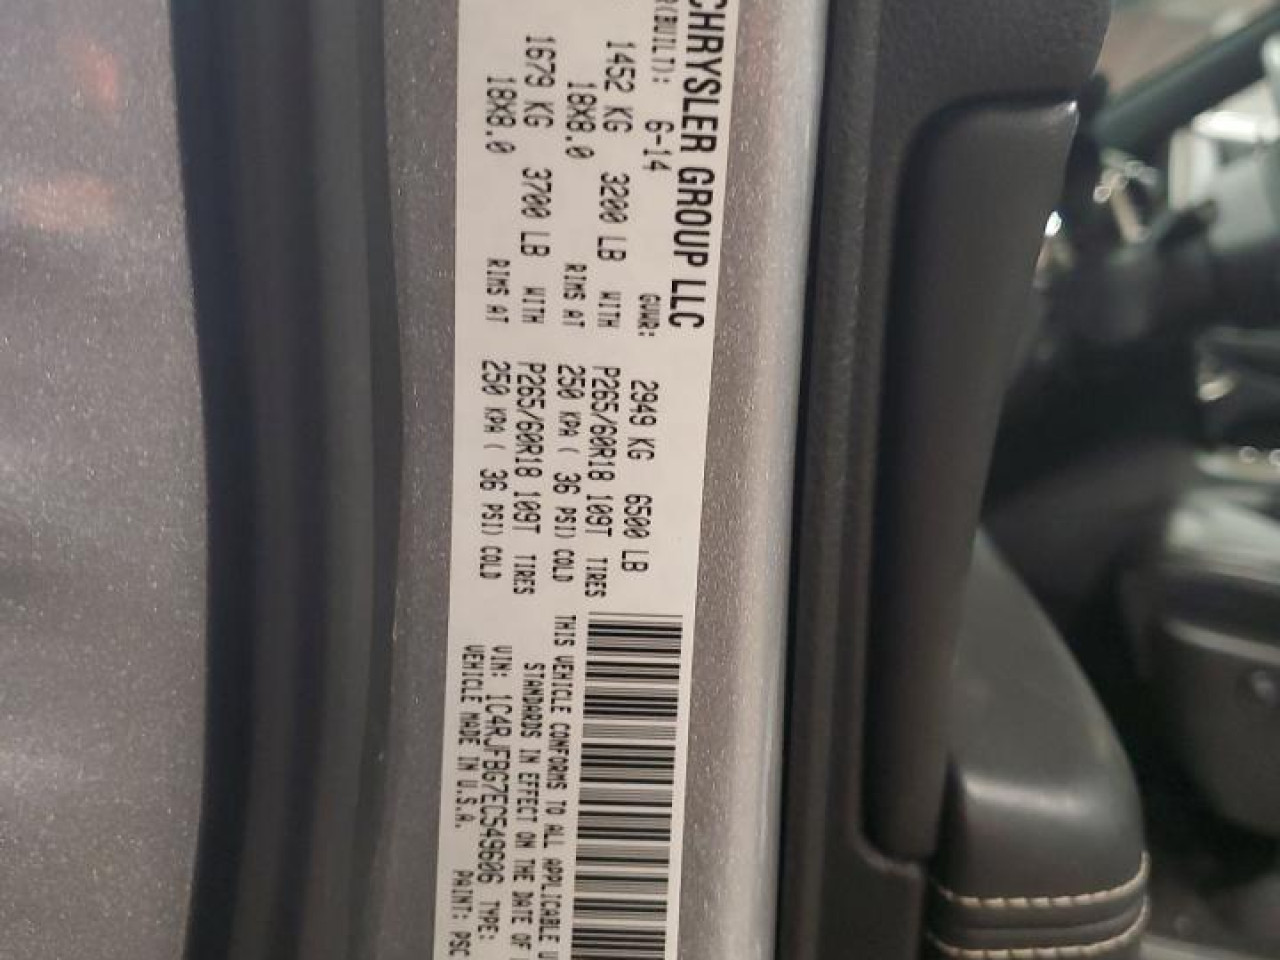 CHRYSLER GROUP LLC
R(BUILT): 6-14 GVWR: 2949 KG 6500 LB
1452 KG 3200 LB WITH P265/60R18 109T TIRES
18X8.0 RIMS AT 250 KPA ( 36 PSI) COLD
1679 KG 3700 LB WITH P265/60R18 109T TIRES
18X8.0 RIMS AT 250 KPA ( 36 PSI) COLD
THIS VEHICLE CONFORMS TO ALL APPLICABLE
STANDARDS IN EFFECT ON THE DATE OF
VIN: 1C4RJFBG7EC549606 TYPE:
VEHICLE MADE IN U.S.A. PAINT: PSC